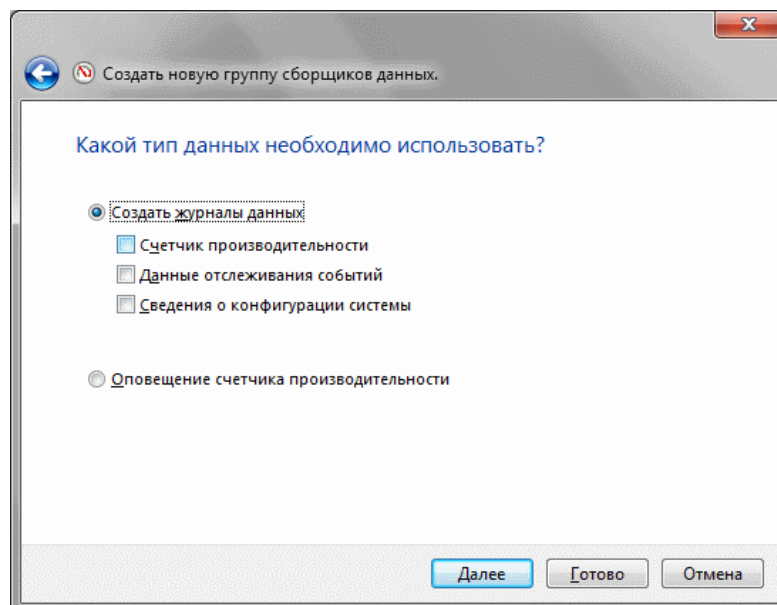 Создать новую группу сборщиков данных.
Какой тип данных необходимо использовать?
Создать журналы данных
Счетчик производительности
Данные отслеживания событий
Сведения о конфигурации системы
Оповещение счетчика производительности
Далее
Готово
Отмена